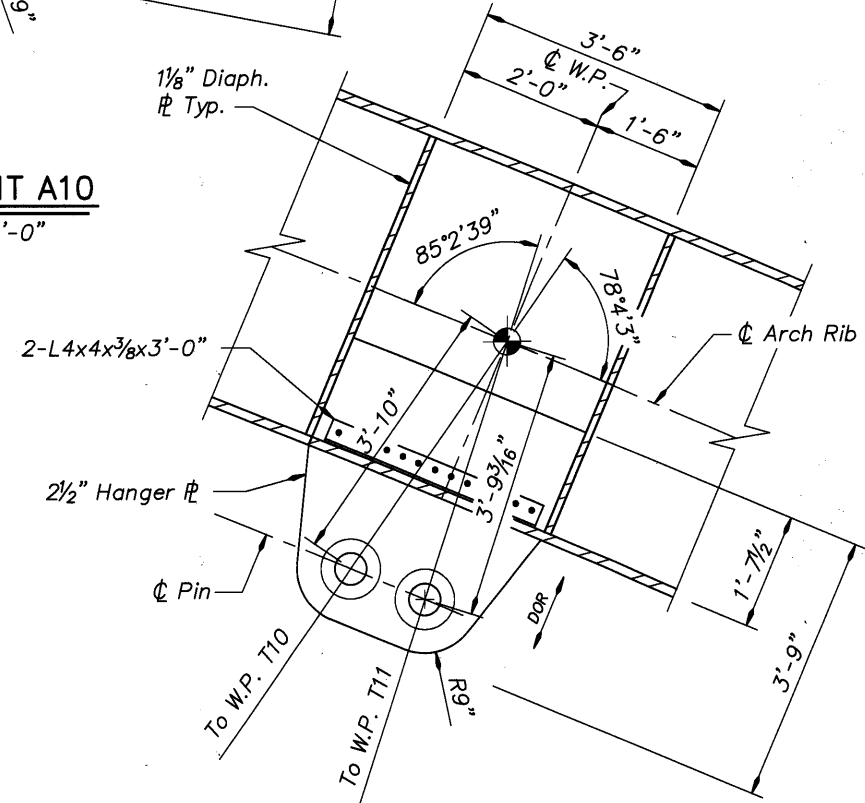 9"
3'-6"
℄ W.P.
2'-0"
1'-6"
1⅛" Diaph.
℔ Typ.
IT A10
'-0"
85°2'39"
78°4'3"
℄ Arch Rib
2-L4x4x⅜x3'-0"
3'-10"
3'-9³⁄₁₆"
2½" Hanger ℔
℄ Pin
1'-7½"
DOR
3'-9"
To W.P. T10
To W.P. T11
R9"